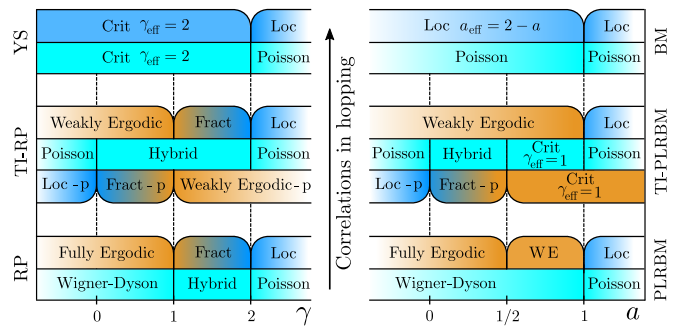 YS
Crit γeff = 2
Loc
Crit γeff = 2
Poisson
TI-RP
Weakly Ergodic
Fract
Loc
Poisson
Hybrid
Poisson
Loc-p
Fract-p
Weakly Ergodic-p
RP
Fully Ergodic
Fract
Loc
Wigner-Dyson
Hybrid
Poisson
0
1
2
γ
Correlations in hopping
Loc aeff = 2 − a
Loc
Poisson
Poisson
BM
Weakly Ergodic
Loc
Poisson
Hybrid
Crit
γeff=1
Poisson
Loc-p
Fract-p
Crit
γeff=1
TI-PLRBM
Fully Ergodic
WE
Loc
Wigner-Dyson
Poisson
PLRBM
0
1/2
1
a